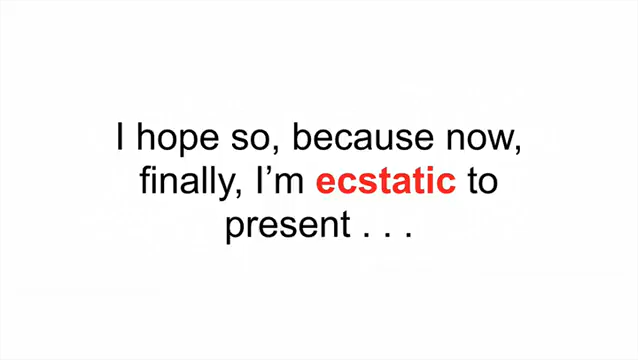 I hope so, because now,
finally, I’m ecstatic to
present . . .